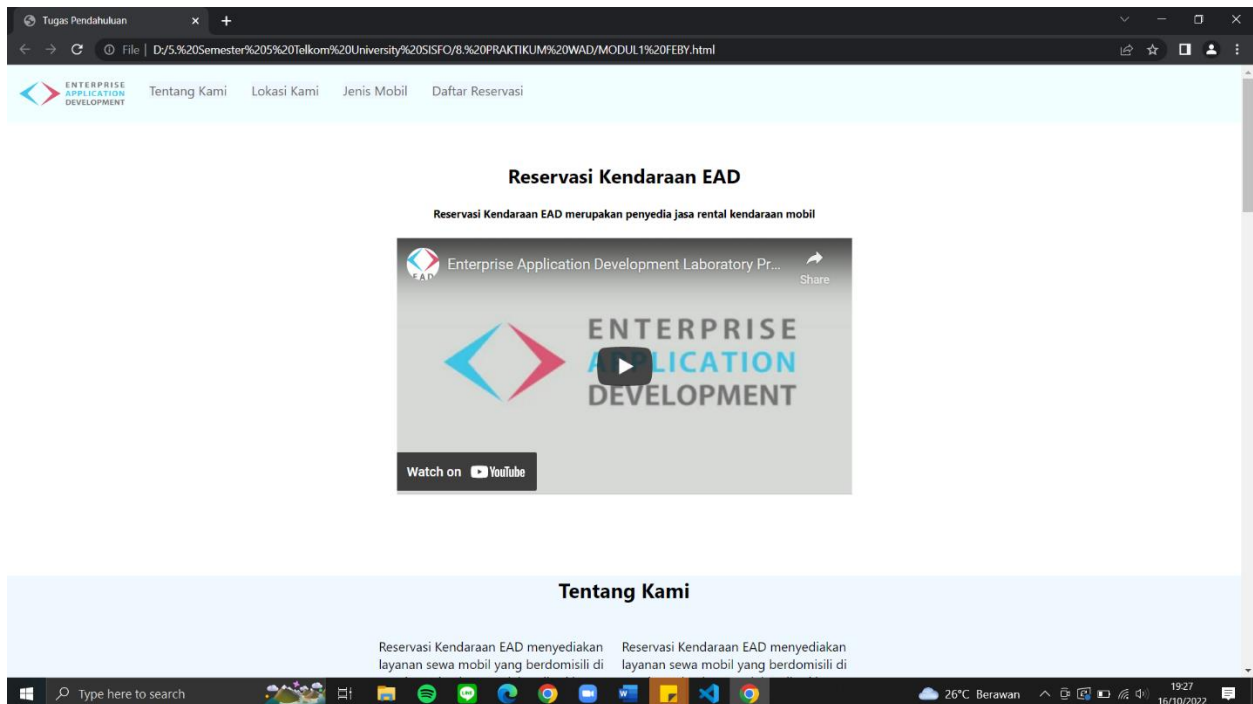 Tugas Pendahuluan
File | D:/5.%20Semester%205%20Telkom%20University%20SISFO/8.%20PRAKTIKUM%20WAD/MODUL1%20FEBY.html
ENTERPRISE
APPLICATION
DEVELOPMENT
Tentang Kami Lokasi Kami Jenis Mobil Daftar Reservasi
Reservasi Kendaraan EAD
Reservasi Kendaraan EAD merupakan penyedia jasa rental kendaraan mobil
EAD
Enterprise Application Development Laboratory Pr...
Share
ENTERPRISE
APPLICATION
DEVELOPMENT
Watch on YouTube
Tentang Kami
Reservasi Kendaraan EAD menyediakan
layanan sewa mobil yang berdomisili di
Reservasi Kendaraan EAD menyediakan
layanan sewa mobil yang berdomisili di
Type here to search
26°C Berawan
19:27
16/10/2022